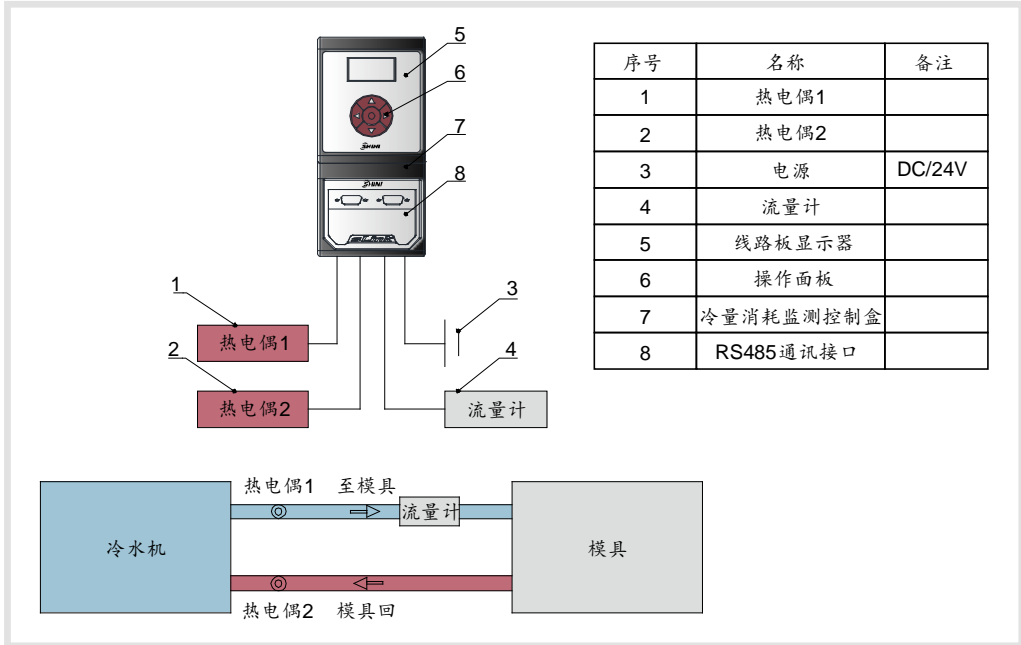 5
6
7
8
SHINI
SHINI
1
热电偶1
2
热电偶2
3
4
流量计
序号 名称 备注
1 热电偶1
2 热电偶2
3 电源 DC/24V
4 流量计
5 线路板显示器
6 操作面板
7 冷量消耗监测控制盒
8 RS485通讯接口
热电偶1 至模具
流量计
冷水机
模具
热电偶2 模具回